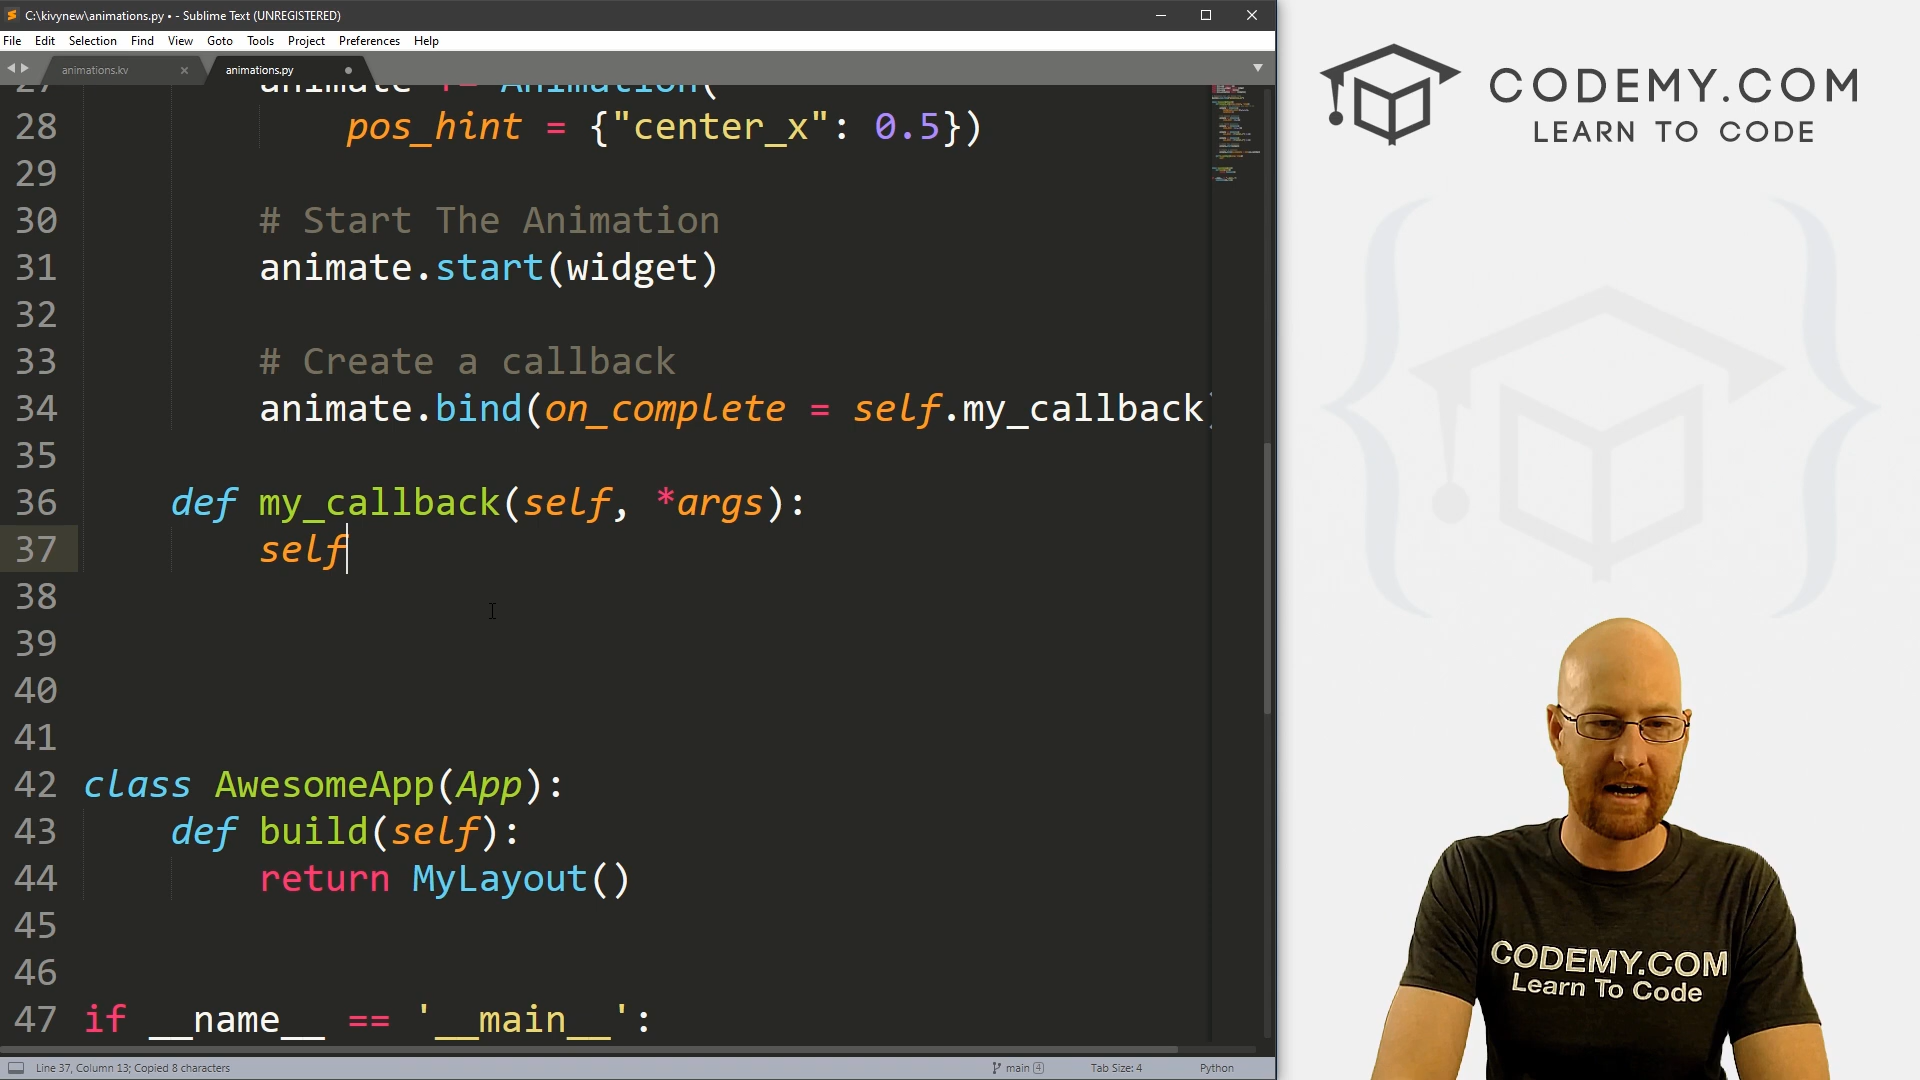 C:\kivynew\animations.py • - Sublime Text (UNREGISTERED)
File Edit Selection Find View Goto Tools Project Preferences Help
animations.kv animations.py
27 animate += Animation(
28 pos_hint = {"center_x": 0.5})
29
30 # Start The Animation
31 animate.start(widget)
32
33 # Create a callback
34 animate.bind(on_complete = self.my_callback)
35
36 def my_callback(self, *args):
37 self
38
39
40
41
42 class AwesomeApp(App):
43 def build(self):
44 return MyLayout()
45
46
47 if __name__ == '__main__':
Line 37, Column 13; Copied 8 characters
main 4
Tab Size: 4
Python
CODEMY.COM
LEARN TO CODE
CODEMY.COM
Learn To Code